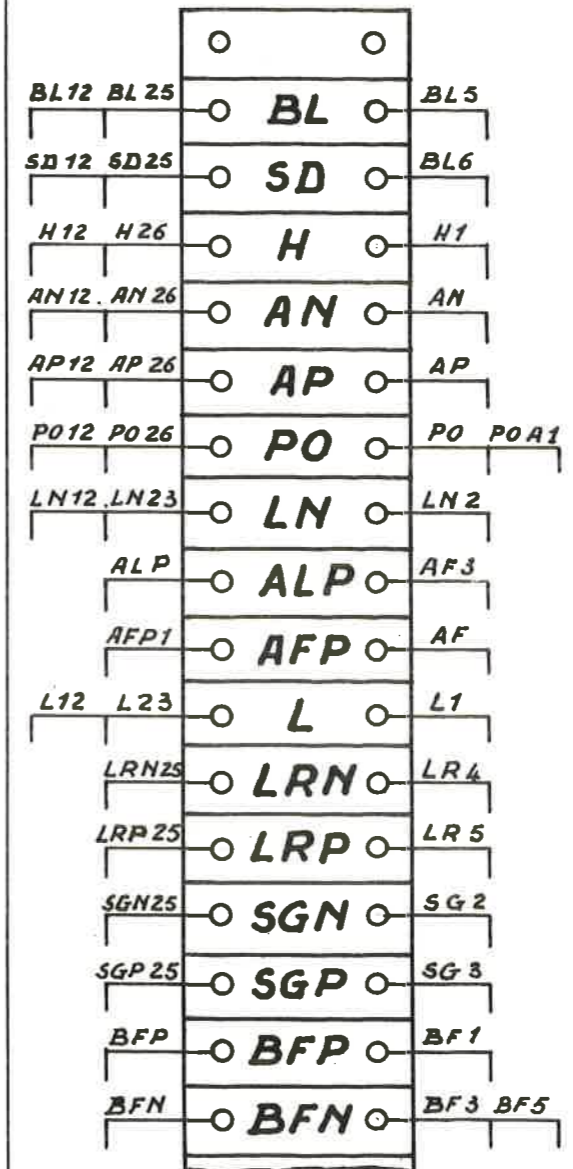 BL12 BL25 BL BL5
SD12 SD25 SD BL6
H12 H26 H H1
AN12. AN26 AN AN
AP12 AP26 AP AP
PO12 PO26 PO PO POA1
LN12. LN23 LN LN2
ALP ALP AF3
AFP1 AFP AF
L12 L23 L L1
LRN25 LRN LR4
LRP25 LRP LR5
SGN25 SGN SG2
SGP25 SGP SG3
BFP BFP BF1
BFN BFN BF3 BF5